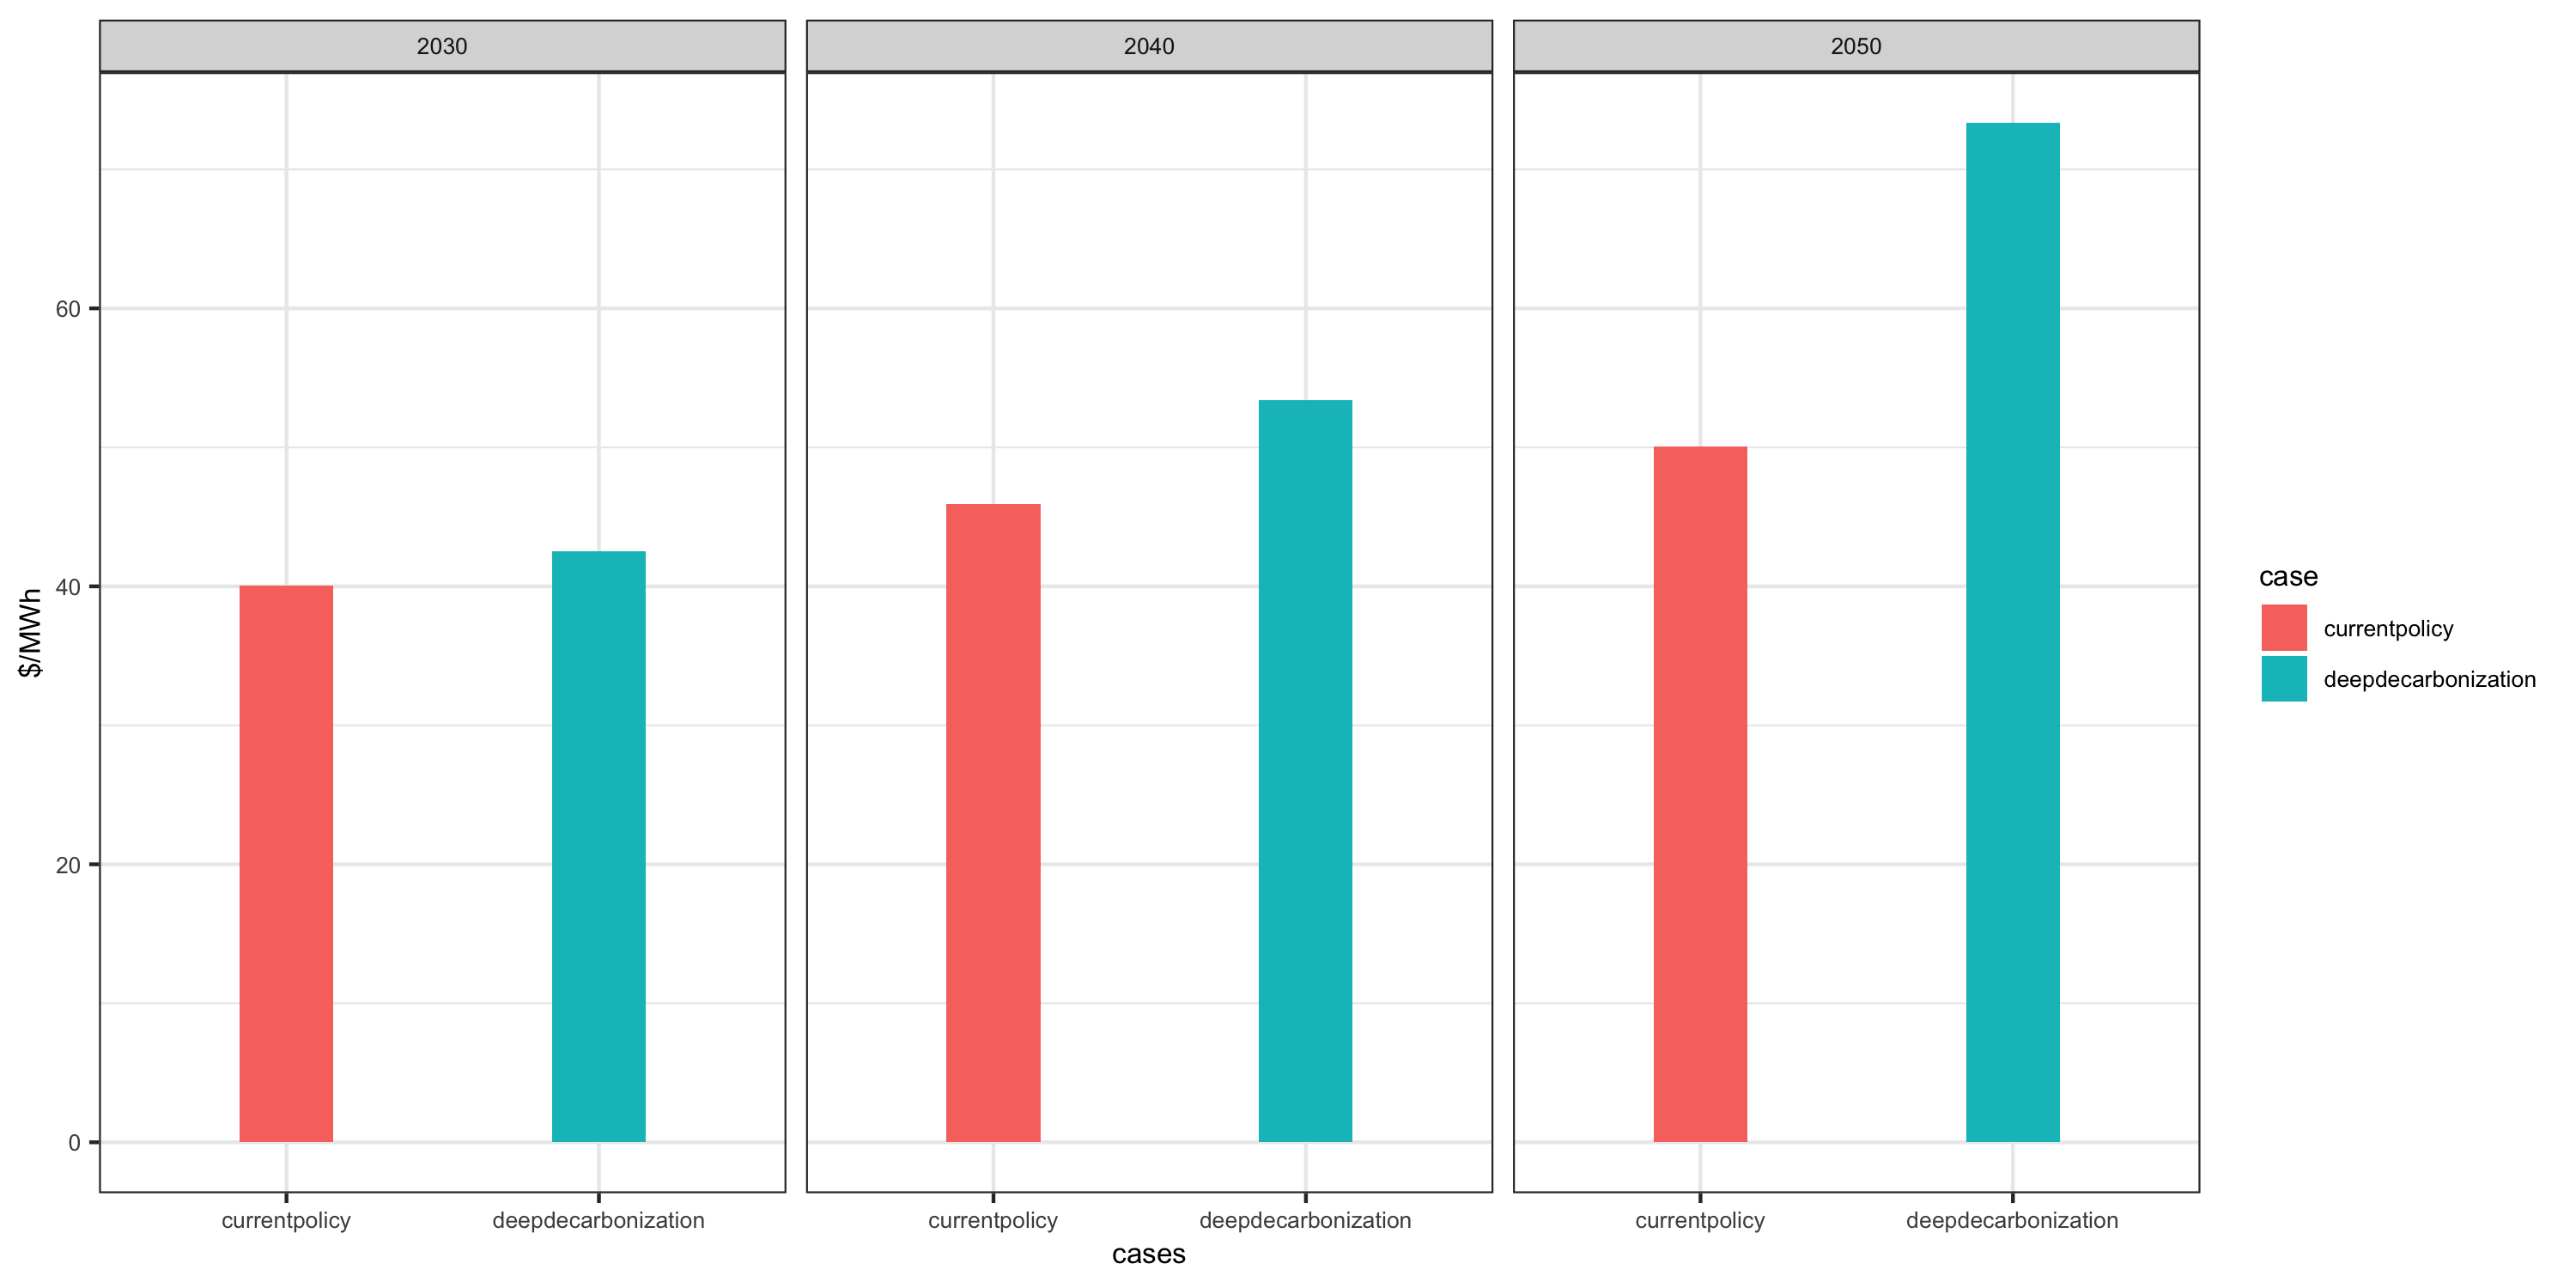 2030
2040
2050
60
40
20
0
$/MWh
currentpolicy
deepdecarbonization
currentpolicy
deepdecarbonization
currentpolicy
deepdecarbonization
cases
case
currentpolicy
deepdecarbonization